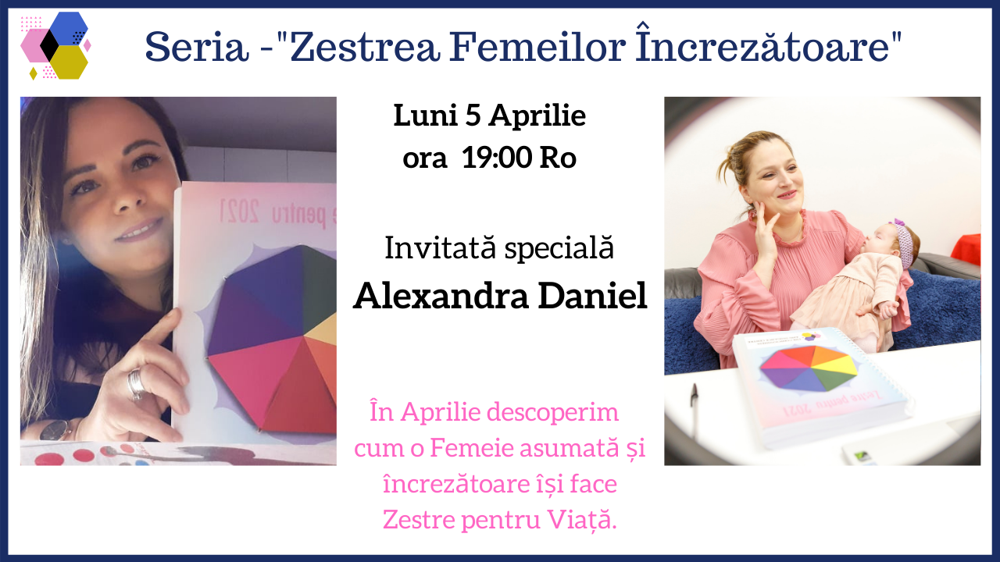 Seria -"Zestrea Femeilor Încrezătoare"
Luni 5 Aprilie
ora 19:00 Ro
Invitată specială
Alexandra Daniel
În Aprilie descoperim
cum o Femeie asumată și
încrezătoare își face
Zestre pentru Viață.
pentru 2021
Zestre pentru 2021